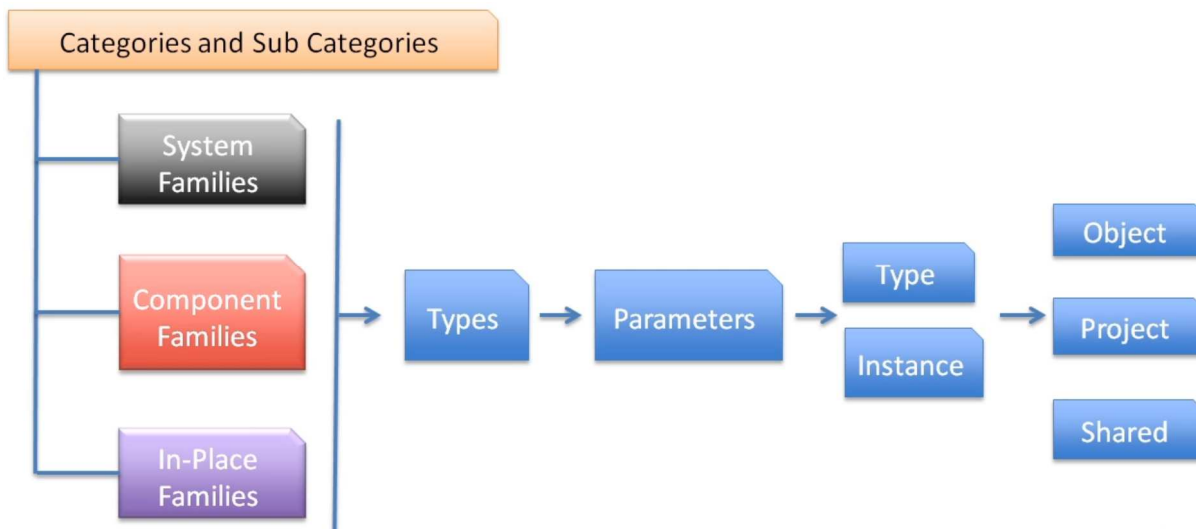 Categories and Sub Categories
System
Families
Component
Families
In-Place
Families
Types
Parameters
Type
Instance
Object
Project
Shared